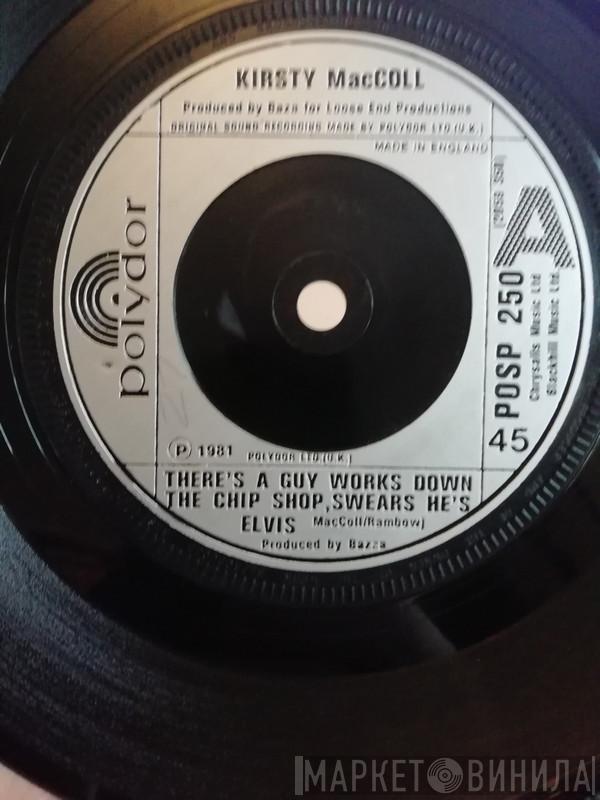 KIRSTY MacCOLL
Produced by Baza for Loose End Productions
ORIGINAL SOUND RECORDING MADE BY POLYDOR LTD (U.K.)
MADE IN ENGLAND
polydor
A
POSP 250
Chrysalis Music Ltd
Blackhill Music Ltd.
45
Ⓟ 1981
POLYDOR LTD (U.K.)
THERE'S A GUY WORKS DOWN
THE CHIP SHOP,SWEARS HE'S
ELVIS MacColl/Rambow)
Produced by Bazza
МАРКЕТ ВИНИЛА